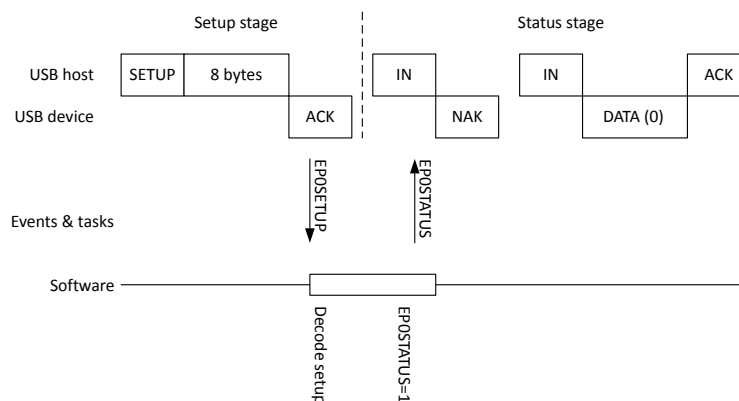 Setup stage
Status stage
USB host
SETUP
8 bytes
IN
IN
ACK
USB device
ACK
NAK
DATA (0)
EP0SETUP
EP0STATUS
Events & tasks
Software
Decode setup
EP0STATUS=1